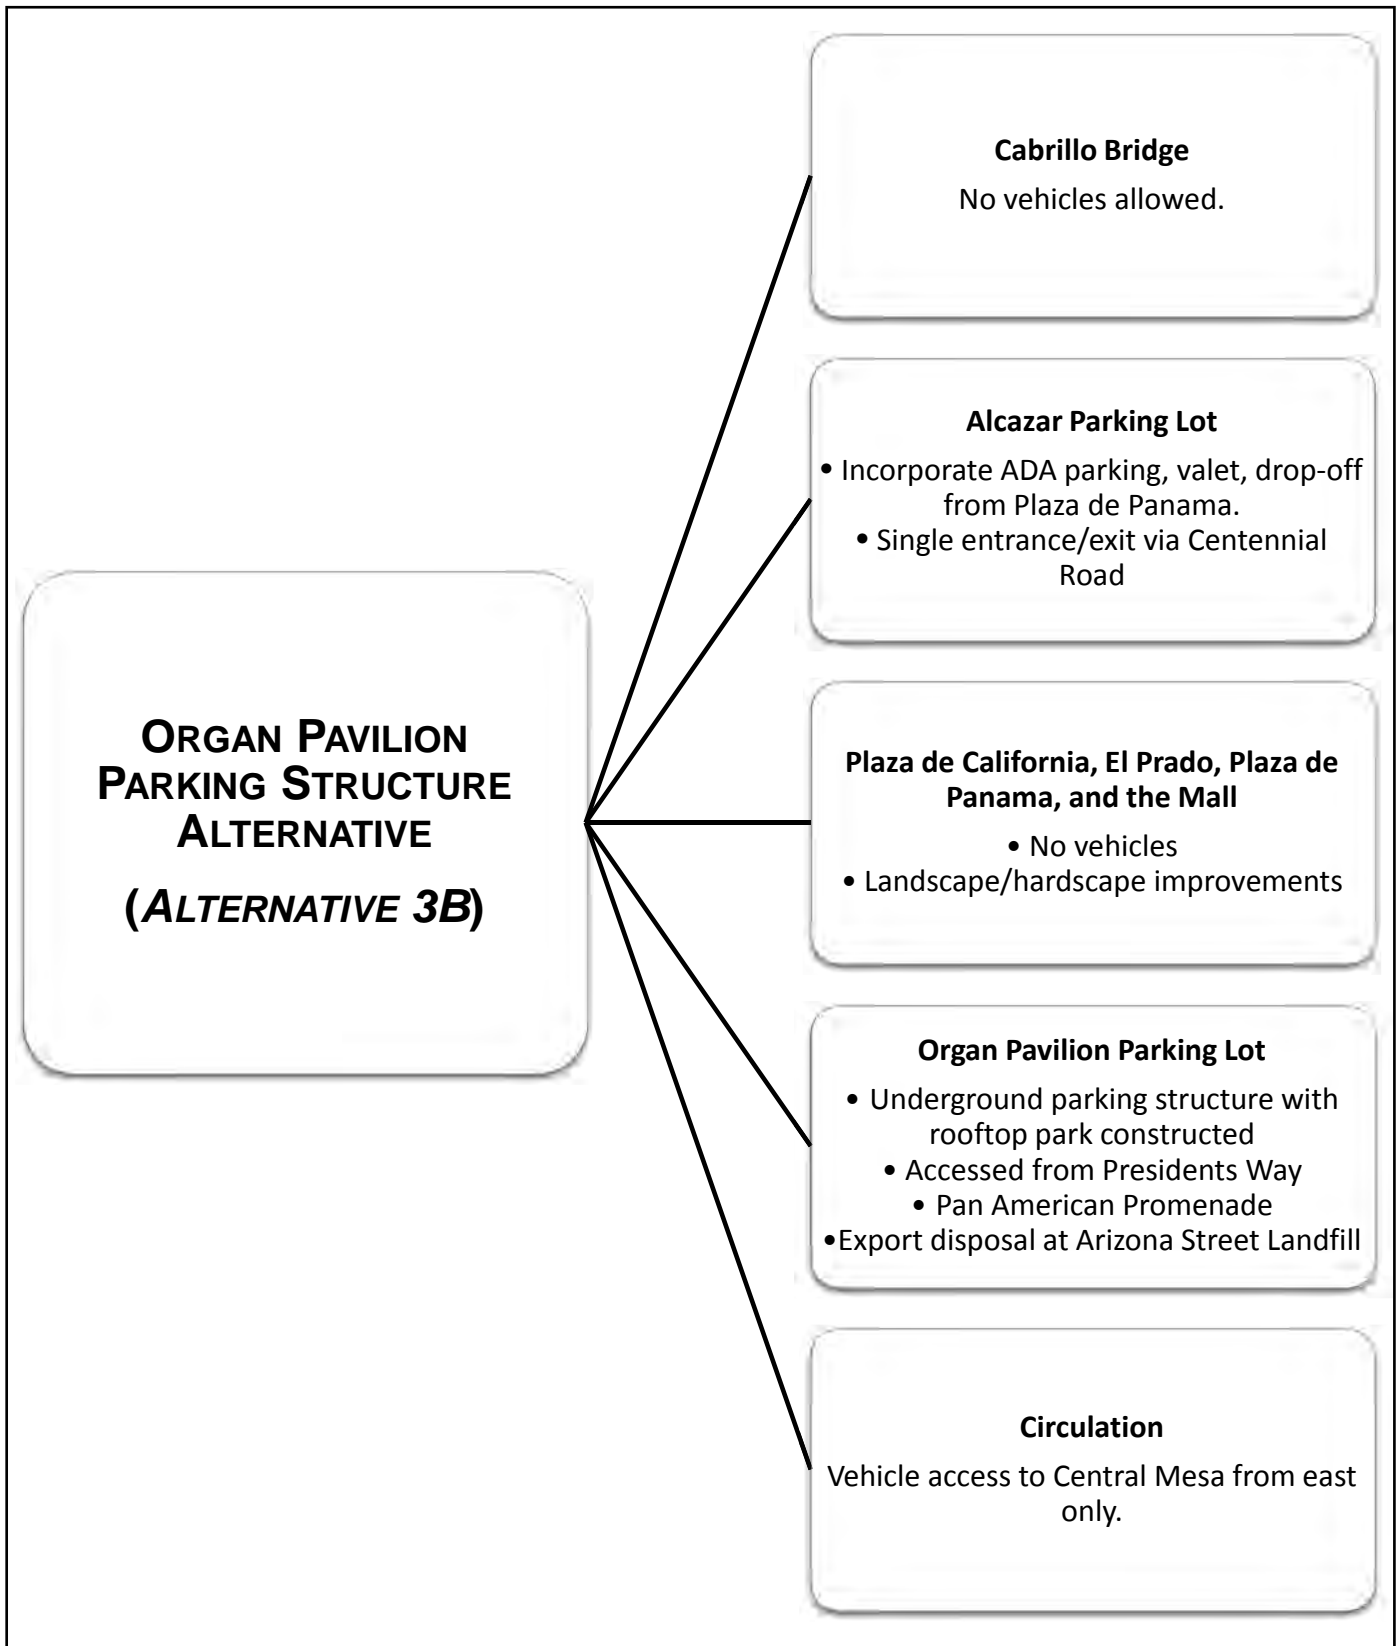 ORGAN PAVILION
PARKING STRUCTURE
ALTERNATIVE
(ALTERNATIVE 3B)
Cabrillo Bridge
No vehicles allowed.
Alcazar Parking Lot
• Incorporate ADA parking, valet, drop-off
from Plaza de Panama.
• Single entrance/exit via Centennial
Road
Plaza de California, El Prado, Plaza de
Panama, and the Mall
• No vehicles
• Landscape/hardscape improvements
Organ Pavilion Parking Lot
• Underground parking structure with
rooftop park constructed
• Accessed from Presidents Way
• Pan American Promenade
•Export disposal at Arizona Street Landfill
Circulation
Vehicle access to Central Mesa from east
only.